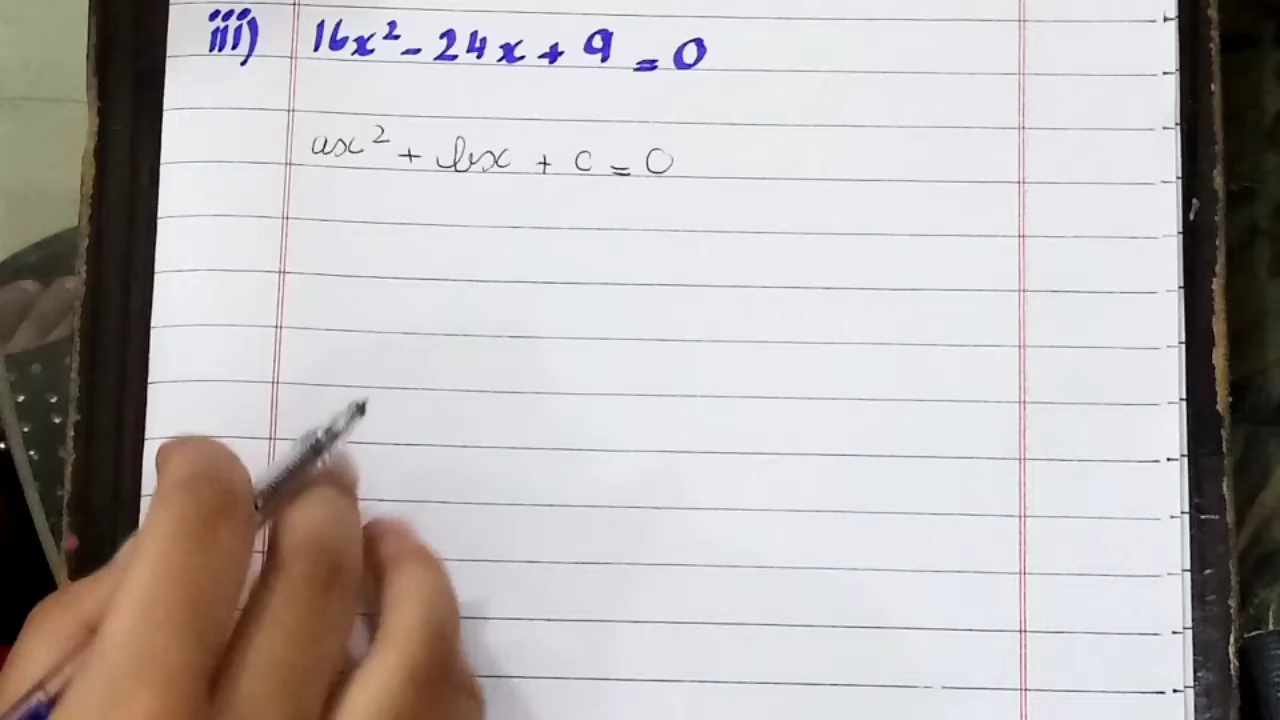 iii) 16x² - 24x + 9 = 0
ax² + bx + c = 0